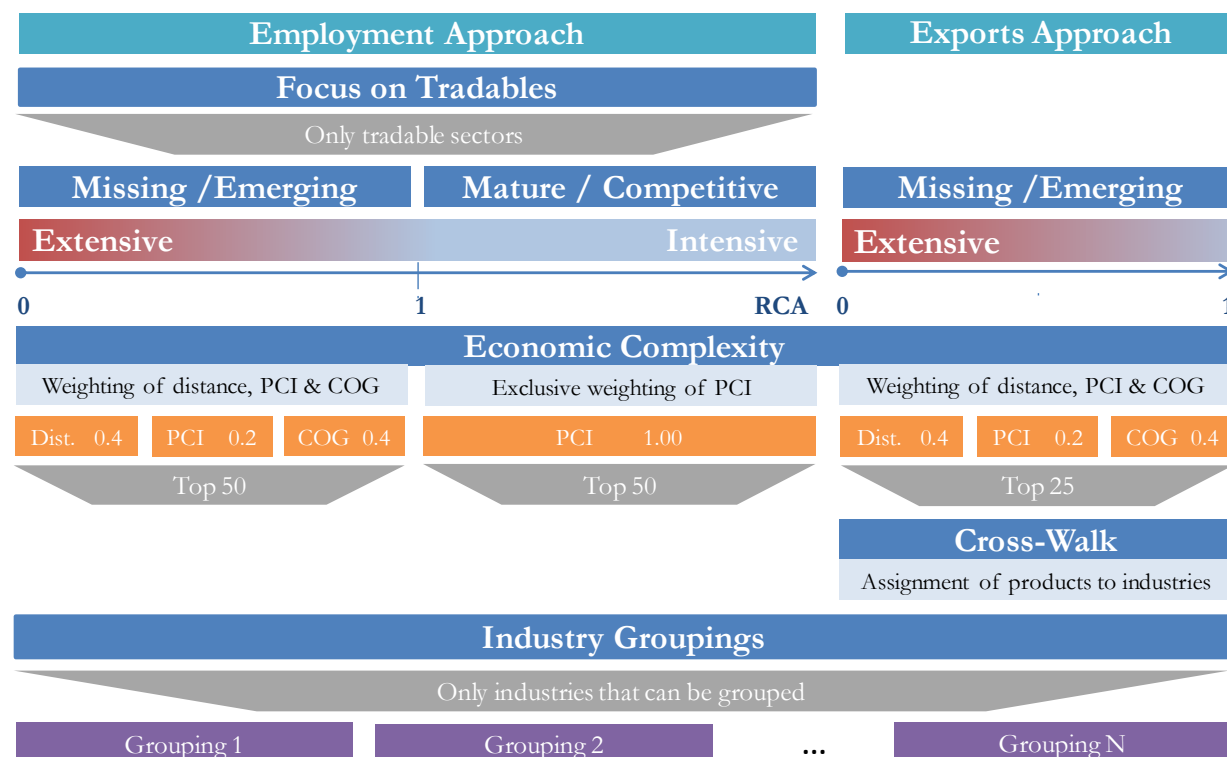 Employment Approach
Exports Approach
Focus on Tradables
Only tradable sectors
Missing /Emerging
Mature / Competitive
Missing /Emerging
Extensive
Intensive
Extensive
0
1
RCA
0
1
Economic Complexity
Weighting of distance, PCI & COG
Exclusive weighting of PCI
Weighting of distance, PCI & COG
Dist. 0.4
PCI 0.2
COG 0.4
PCI 1.00
Dist. 0.4
PCI 0.2
COG 0.4
Top 50
Top 50
Top 25
Cross-Walk
Assignment of products to industries
Industry Groupings
Only industries that can be grouped
Grouping 1
Grouping 2
...
Grouping N